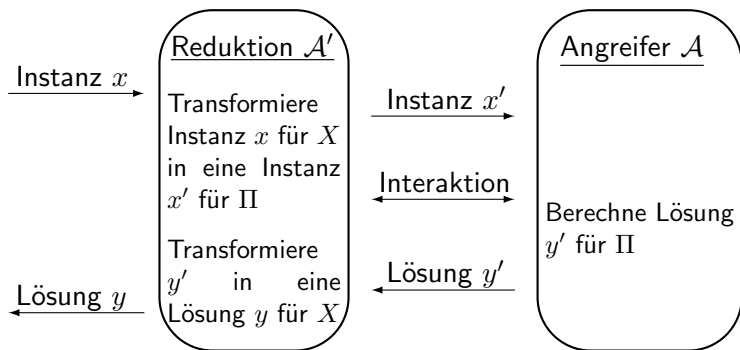 Instanz x
Reduktion 𝒜′
Transformiere
Instanz x für X
in eine Instanz
x′ für Π
Transformiere
y′ in eine
Lösung y für X
Lösung y
Instanz x′
Interaktion
Lösung y′
Angreifer 𝒜
Berechne Lösung
y′ für Π